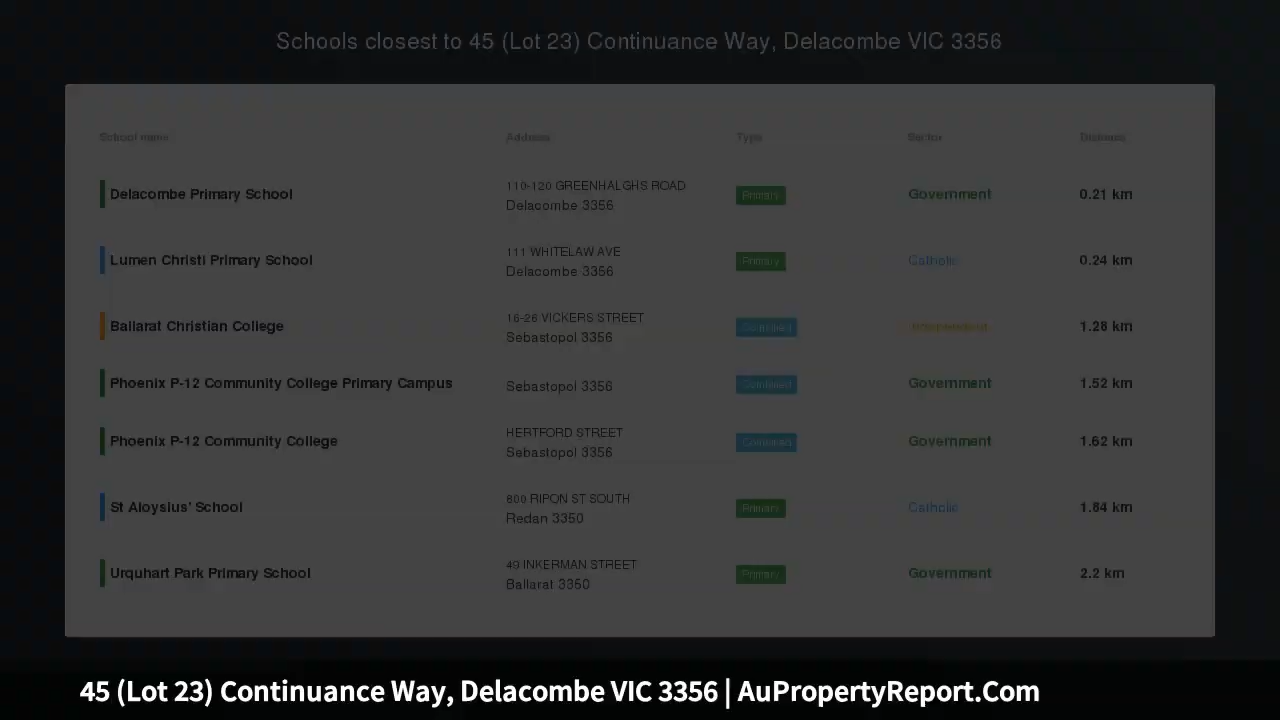 Schools closest to 45 (Lot 23) Continuance Way, Delacombe VIC 3356
School name Address Type Sector Distance
Delacombe Primary School 110-120 GREENHALGHS ROAD Delacombe 3356 Primary Government 0.21 km
Lumen Christi Primary School 111 WHITELAW AVE Delacombe 3356 Primary Catholic 0.24 km
Ballarat Christian College 16-26 VICKERS STREET Sebastopol 3356 Combined Independent 1.28 km
Phoenix P-12 Community College Primary Campus Sebastopol 3356 Combined Government 1.52 km
Phoenix P-12 Community College HERTFORD STREET Sebastopol 3356 Combined Government 1.62 km
St Aloysius' School 800 RIPON ST SOUTH Redan 3350 Primary Catholic 1.84 km
Urquhart Park Primary School 49 INKERMAN STREET Ballarat 3350 Primary Government 2.2 km
45 (Lot 23) Continuance Way, Delacombe VIC 3356 | AuPropertyReport.Com